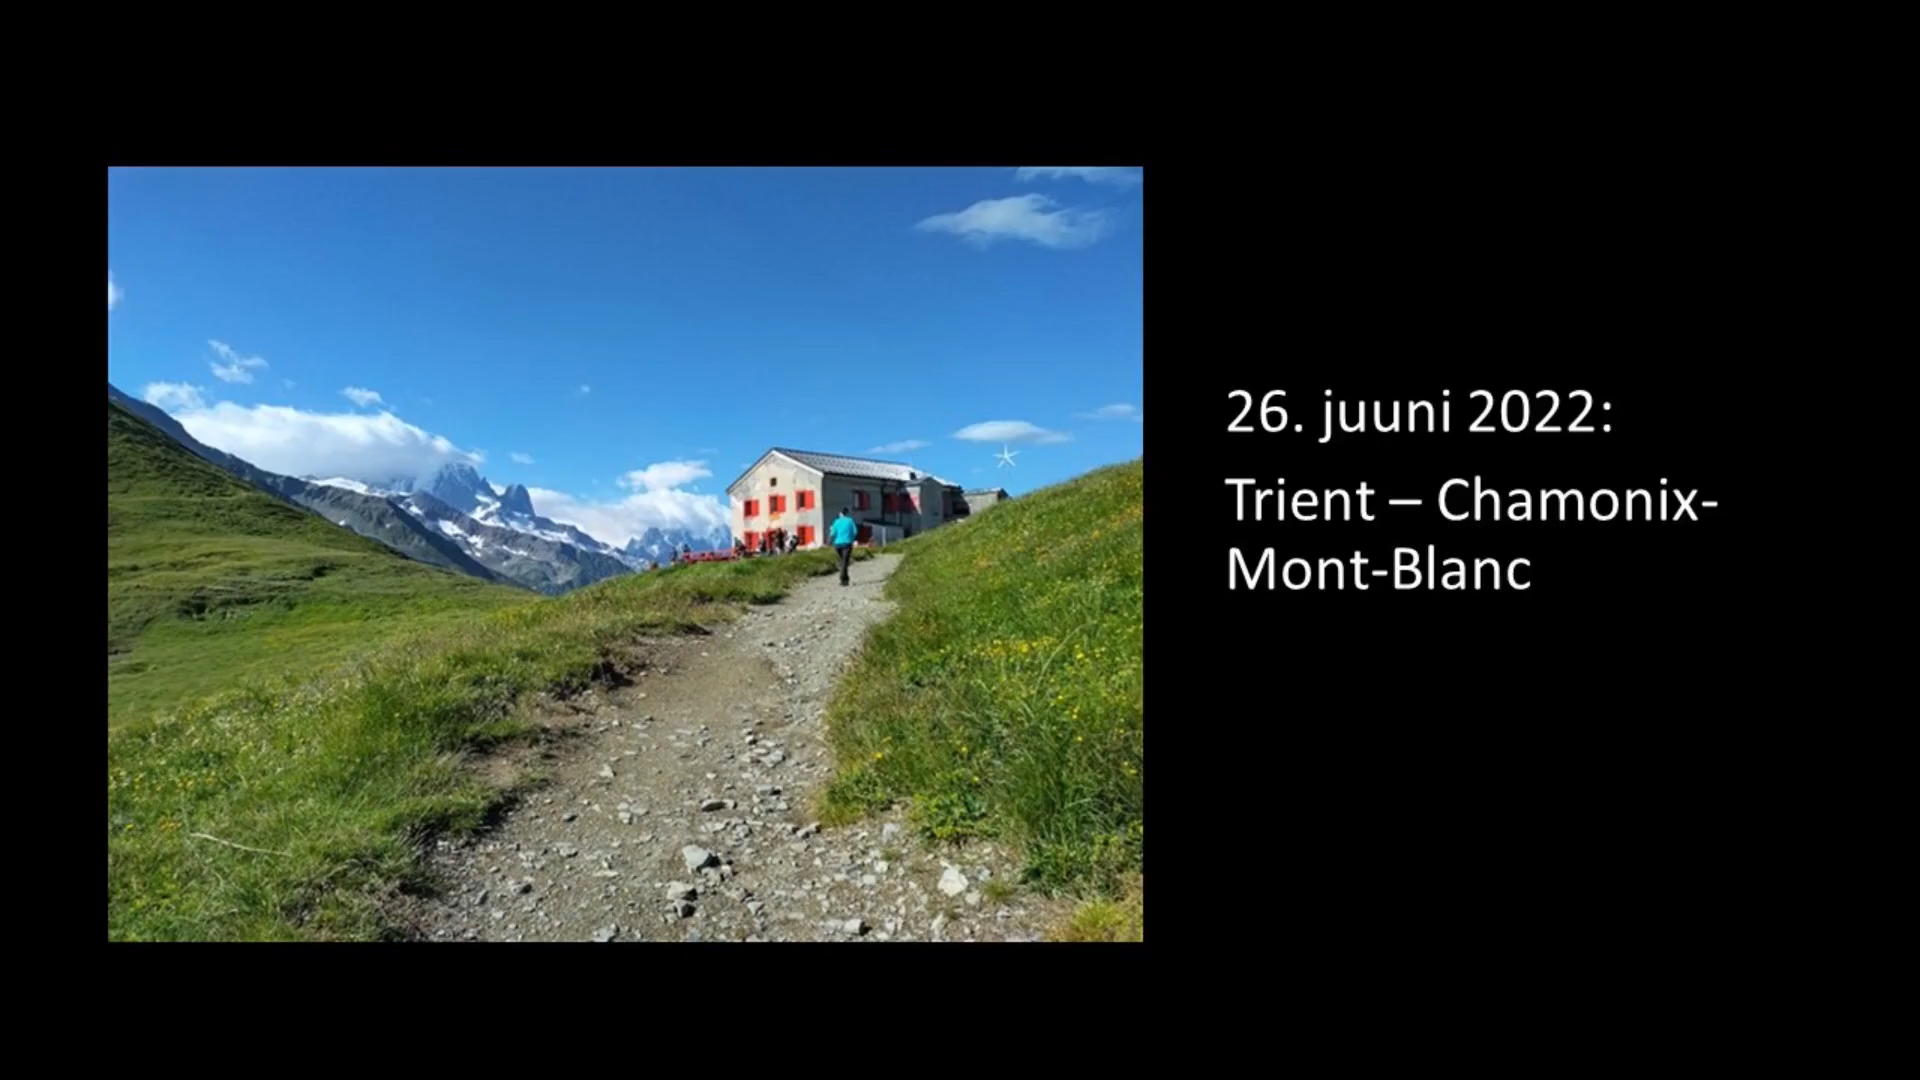 26. juuni 2022:
Trient – Chamonix-
Mont-Blanc